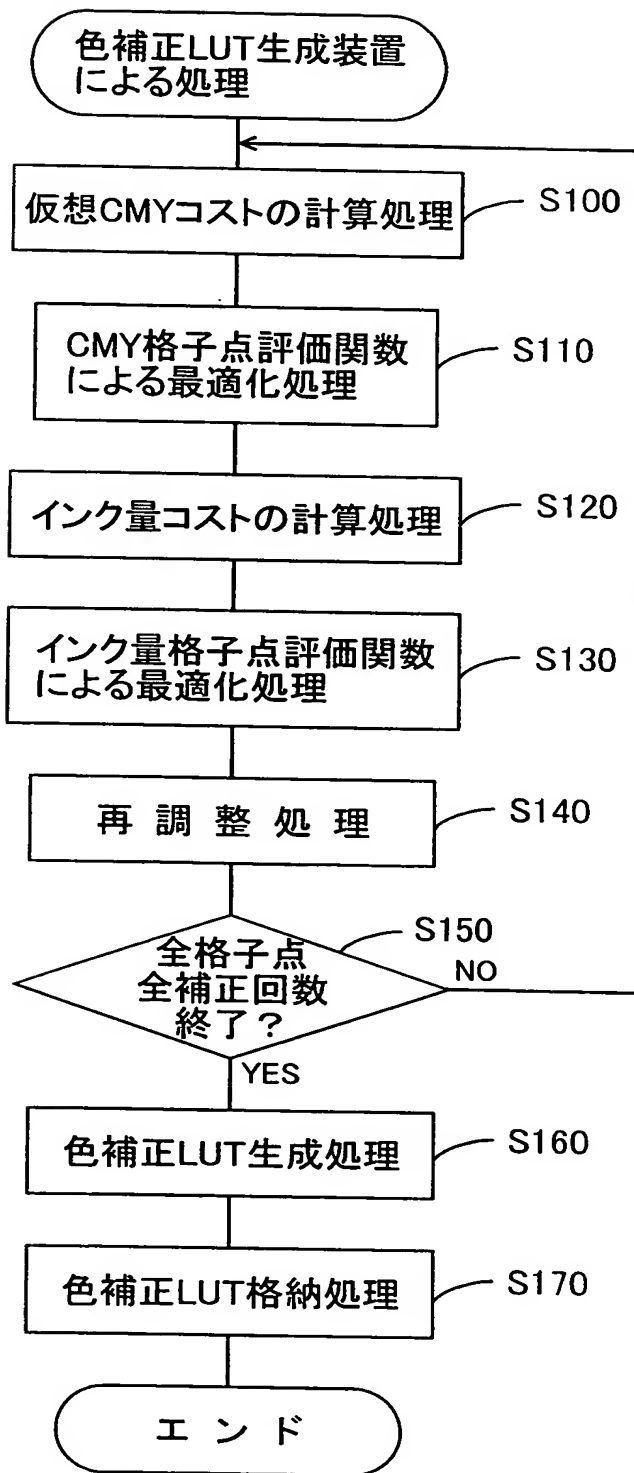 色補正LUT生成装置
による処理
仮想CMYコストの計算処理
S100
CMY格子点評価関数
による最適化処理
S110
インク量コストの計算処理
S120
インク量格子点評価関数
による最適化処理
S130
再調整処理
S140
全格子点
全補正回数
終了?
S150
NO
YES
色補正LUT生成処理
S160
色補正LUT格納処理
S170
エンド